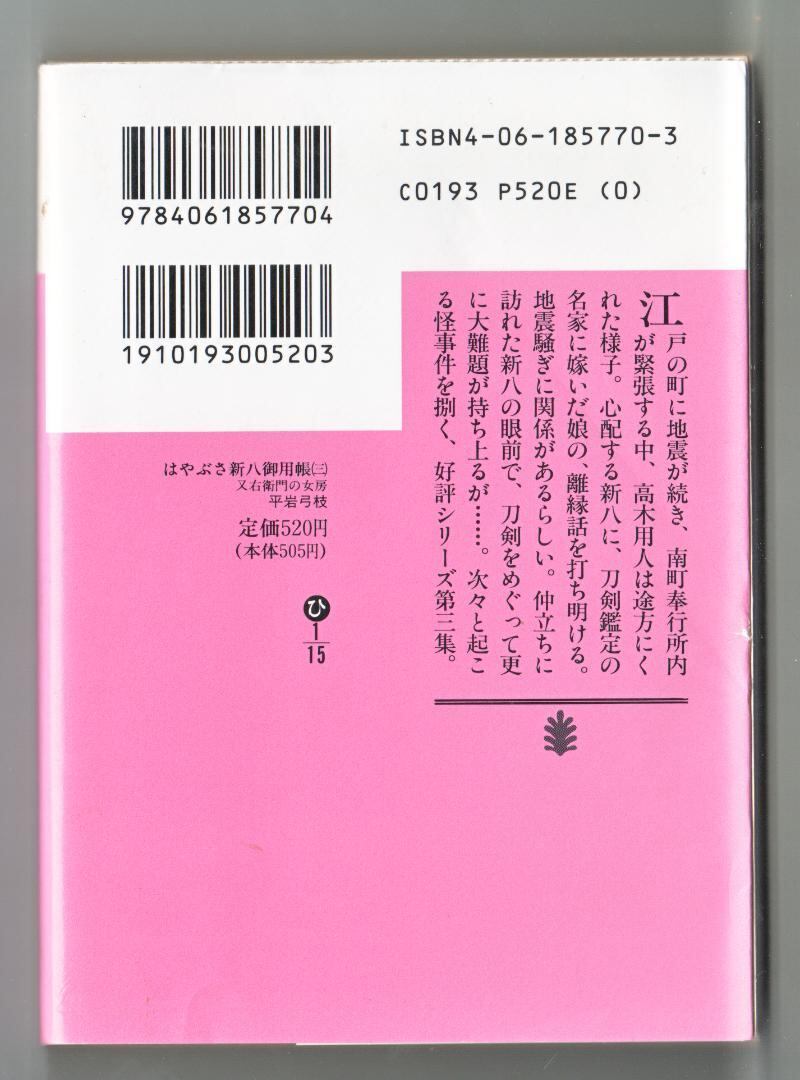 ISBN4-06-185770-3
C0193 P520E (0)
9784061857704
1910193005203
江戸の町に地震が続き、南町奉行所内
が緊張する中、高木用人は途方にく
れた様子。心配する新八に、刀剣鑑定の
名家に嫁いだ娘の、離縁話を打ち明ける。
地震騒ぎに関係があるらしい。仲立ちに
訪れた新八の眼前で、刀剣をめぐって更
に大難題が持ち上るが……。次々と起こ
る怪事件を捌く、好評シリーズ第三集。
はやぶさ新八御用帳㈢
又右衛門の女房
平岩弓枝
定価520円
(本体505円)
ひ
1
15